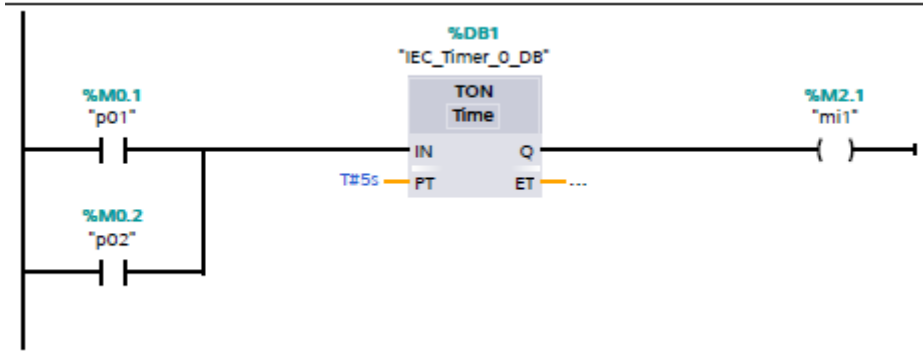 %DB1
"IEC_Timer_0_DB"
%M0.1
"p01"
TON
Time
%M2.1
"mi1"
IN
Q
T#5s
PT
ET
...
%M0.2
"p02"